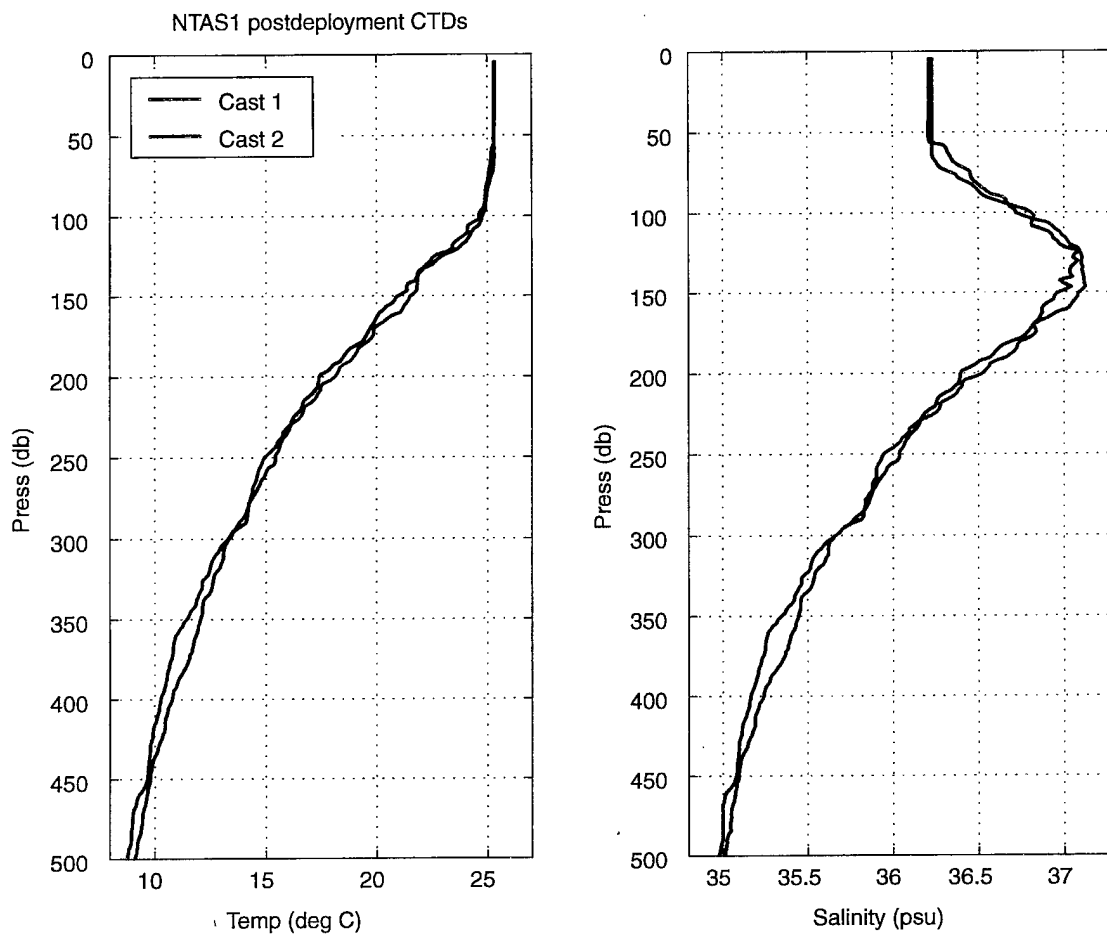 NTAS1 postdeployment CTDs
Cast 1
Cast 2
0
50
100
150
200
250
300
350
400
450
500
Press (db)
10 15 20 25
Temp (deg C)
0
50
100
150
200
250
300
350
400
450
500
Press (db)
35 35.5 36 36.5 37
Salinity (psu)